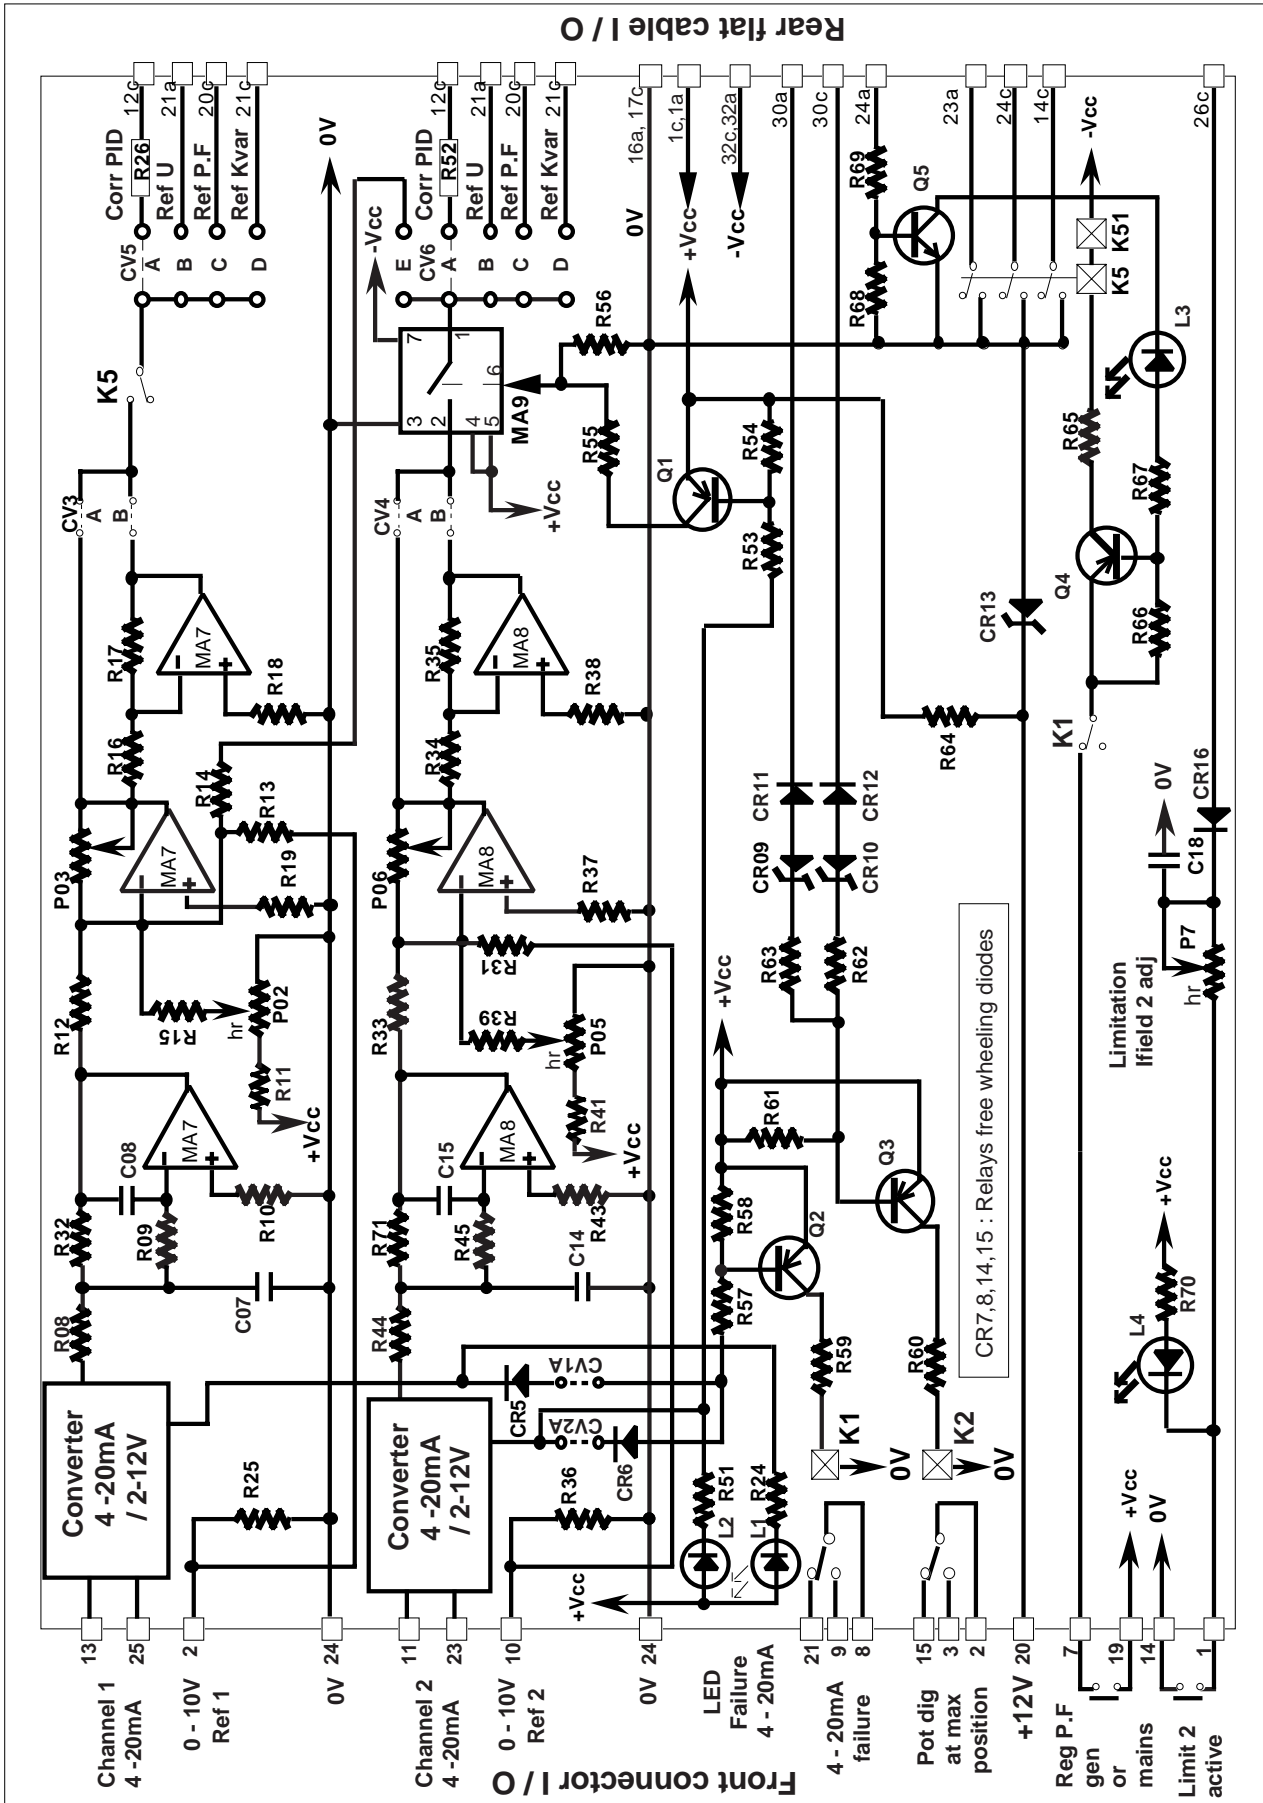 Front connector I / O
Rear flat cable I / O
Channel 1
4 -20mA
13
25
0 - 10V
Ref 1
2
0V
24
Channel 2
4 -20mA
11
23
0 - 10V
Ref 2
10
0V
24
LED
Failure
4 - 20mA
4 - 20mA
failure
21
9
8
Pot dig
at max
position
15
3
2
+12V
20
Reg P.F
gen
or
mains
7
19
14
Limit 2
active
1
Converter
4 -20mA
/ 2-12V
R25
R08
R32
C08
R09
C07
R10
MA7
R12
R15
hr
P02
R11
+Vcc
P03
MA7
R19
R14
R13
R16
R17
MA7
R18
CV3
A
B
K5
CV5
A
B
C
D
Corr PID
R26
12c
Ref U
21a
Ref P.F
20c
Ref Kvar
21c
0V
Converter
4 -20mA
/ 2-12V
R36
R44
R71
C15
R45
C14
R43
MA8
R33
R39
R31
hr
P05
R41
+Vcc
P06
MA8
R37
R34
R35
MA8
R38
CV4
A
B
+Vcc
3
2
4
5
7
1
6
MA9
-Vcc
E
CV6
A
B
C
D
Corr PID
R52
12c
Ref U
21a
Ref P.F
20c
Ref Kvar
21c
R55
R56
0V
16a, 17c
+Vcc
1c,1a
-Vcc
32c,32a
Q1
R54
R53
CR5
CV1A
CV2A
CR6
+Vcc
L2
R51
L1
R24
R57
R58
Q2
R59
K1
0V
R60
K2
0V
R61
Q3
+Vcc
R63
R62
CR09
CR10
CR11
CR12
30a
30c
24a
R69
R68
Q5
23a
24c
14c
R64
CR13
CR7,8,14,15 : Relays free wheeling diodes
K1
Q4
R66
R67
R65
L3
K5
K51
-Vcc
+Vcc
0V
L4
R70
+Vcc
Limitation
Ifield 2 adj
hr
P7
C18
0V
CR16
26c